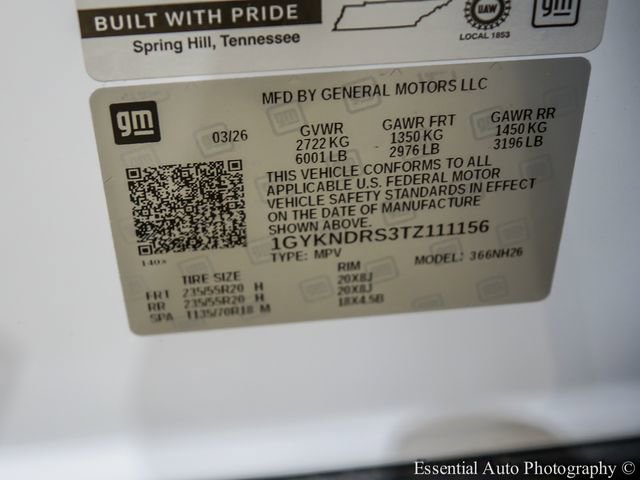 BUILT WITH PRIDE
Spring Hill, Tennessee
UAW
LOCAL 1853
gm
MFD BY GENERAL MOTORS LLC
gm
03/26 GVWR GAWR FRT GAWR RR
2722 KG 1350 KG 1450 KG
6001 LB 2976 LB 3196 LB
THIS VEHICLE CONFORMS TO ALL
APPLICABLE U.S. FEDERAL MOTOR
VEHICLE SAFETY STANDARDS IN EFFECT
ON THE DATE OF MANUFACTURE
1GYKNDRS3TZ111156
TYPE: MPV MODEL: 366NH26
TIRE SIZE RIM
FRT 235/55R20 H 20X8J
RR 235/55R20 H 20X8J
SPA T135/70R18 M 18X4.5B
Essential Auto Photography ©